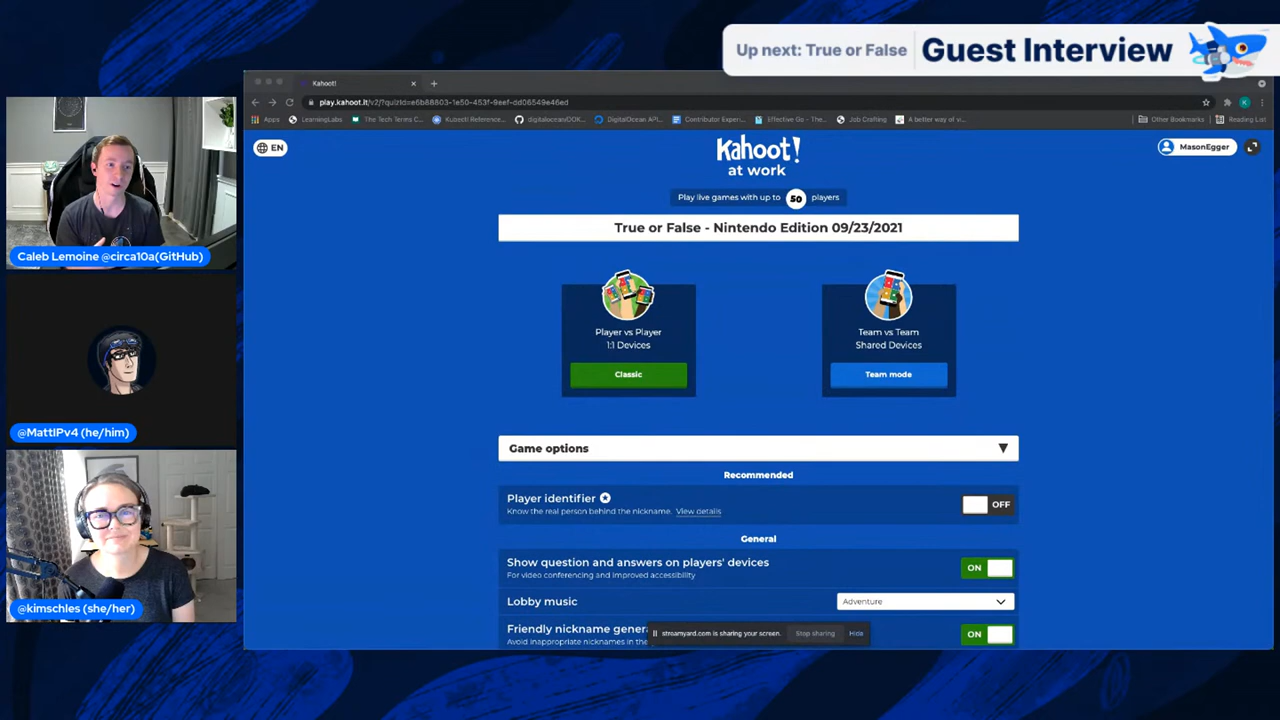 Up next: True or False
Guest Interview
Kahoot!
play.kahoot.it/v2/?quizId=e6b88803-1e50-453f-9eef-dd06549e46ed
Apps
LearningLabs
The Tech Terms C...
Kubectl Reference...
digitalocean/DOK...
DigitalOcean API...
Contributor Experi...
Effective Go - The...
Job Crafting
A better way of vi...
Other Bookmarks
Reading List
EN
Kahoot!
at work
MasonEgger
Play live games with up to 50 players
True or False - Nintendo Edition 09/23/2021
Player vs Player
1:1 Devices
Classic
Team vs Team
Shared Devices
Team mode
Game options
Recommended
Player identifier
Know the real person behind the nickname. View details
OFF
General
Show question and answers on players' devices
For video conferencing and improved accessibility
ON
Lobby music
Adventure
Friendly nickname gener
Avoid inappropriate nicknames in the
ON
streamyard.com is sharing your screen.
Stop sharing
Hide
Caleb Lemoine @circa10a(GitHub)
@MattIPv4 (he/him)
@kimschles (she/her)